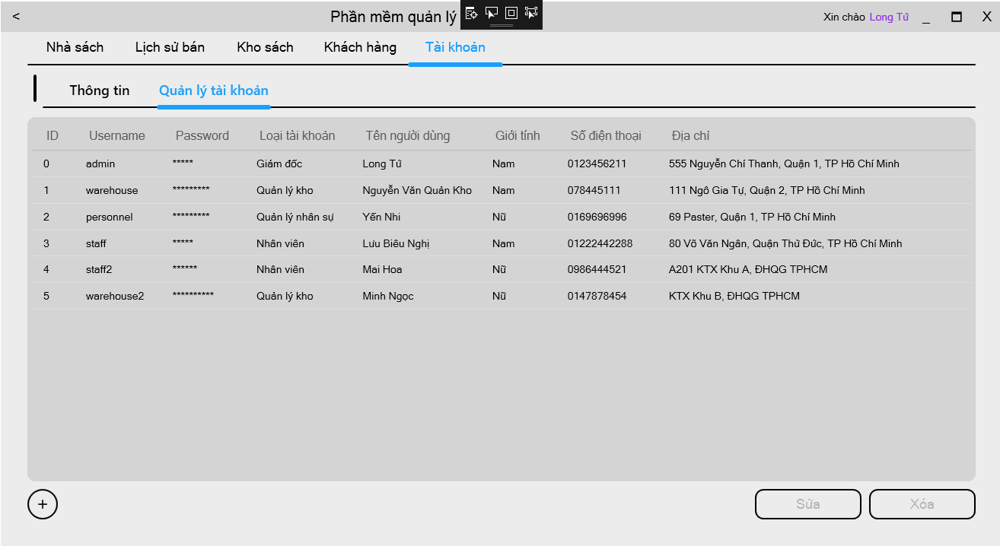 <
Phần mềm quản lý
Xin chào Long Tứ _ X
Nhà sách Lịch sử bán Kho sách Khách hàng Tài khoản
Thông tin Quản lý tài khoản
ID Username Password Loại tài khoản Tên người dùng Giới tính Số điện thoại Địa chỉ
0 admin ***** Giám đốc Long Tứ Nam 0123456211 555 Nguyễn Chí Thanh, Quận 1, TP Hồ Chí Minh
1 warehouse ********* Quản lý kho Nguyễn Văn Quản Kho Nam 078445111 111 Ngô Gia Tự, Quận 2, TP Hồ Chí Minh
2 personnel ********* Quản lý nhân sự Yến Nhi Nữ 0169696996 69 Paster, Quận 1, TP Hồ Chí Minh
3 staff ***** Nhân viên Lưu Biêu Nghị Nam 01222442288 80 Võ Văn Ngân, Quận Thủ Đức, TP Hồ Chí Minh
4 staff2 ****** Nhân viên Mai Hoa Nữ 0986444521 A201 KTX Khu A, ĐHQG TPHCM
5 warehouse2 ********** Quản lý kho Minh Ngọc Nữ 0147878454 KTX Khu B, ĐHQG TPHCM
+ Sửa Xóa